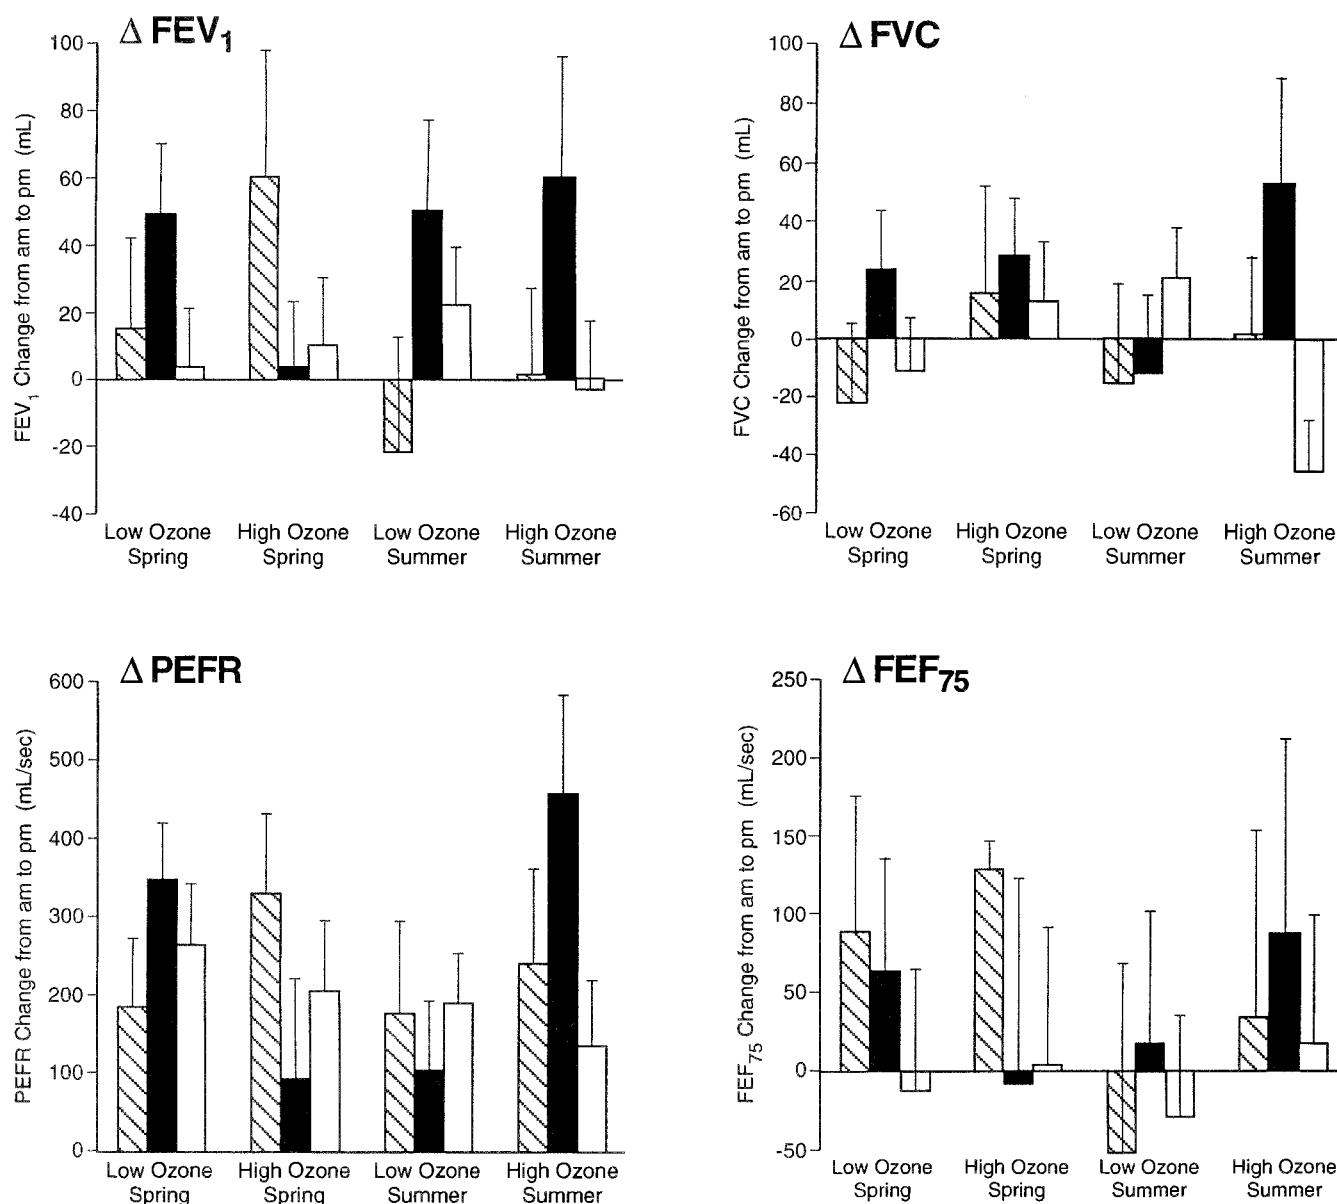 Δ FEV1
FEV1 Change from am to pm (mL)
100
80
60
40
20
0
-20
-40
Low Ozone Spring
High Ozone Spring
Low Ozone Summer
High Ozone Summer
Δ FVC
FVC Change from am to pm (mL)
100
80
60
40
20
0
-20
-40
-60
Low Ozone Spring
High Ozone Spring
Low Ozone Summer
High Ozone Summer
Δ PEFR
PEFR Change from am to pm (mL/sec)
600
500
400
300
200
100
0
Low Ozone Spring
High Ozone Spring
Low Ozone Summer
High Ozone Summer
Δ FEF75
FEF75 Change from am to pm (mL/sec)
250
200
150
100
50
0
-50
Low Ozone Spring
High Ozone Spring
Low Ozone Summer
High Ozone Summer